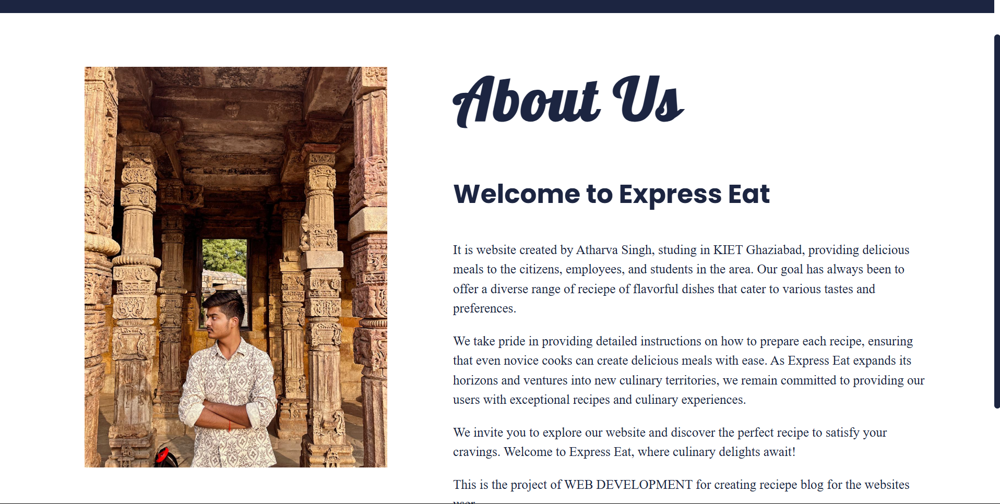 About Us
Welcome to Express Eat
It is website created by Atharva Singh, studing in KIET Ghaziabad, providing delicious
meals to the citizens, employees, and students in the area. Our goal has always been to
offer a diverse range of reciepe of flavorful dishes that cater to various tastes and
preferences.
We take pride in providing detailed instructions on how to prepare each recipe, ensuring
that even novice cooks can create delicious meals with ease. As Express Eat expands its
horizons and ventures into new culinary territories, we remain committed to providing our
users with exceptional recipes and culinary experiences.
We invite you to explore our website and discover the perfect recipe to satisfy your
cravings. Welcome to Express Eat, where culinary delights await!
This is the project of WEB DEVELOPMENT for creating reciepe blog for the websites